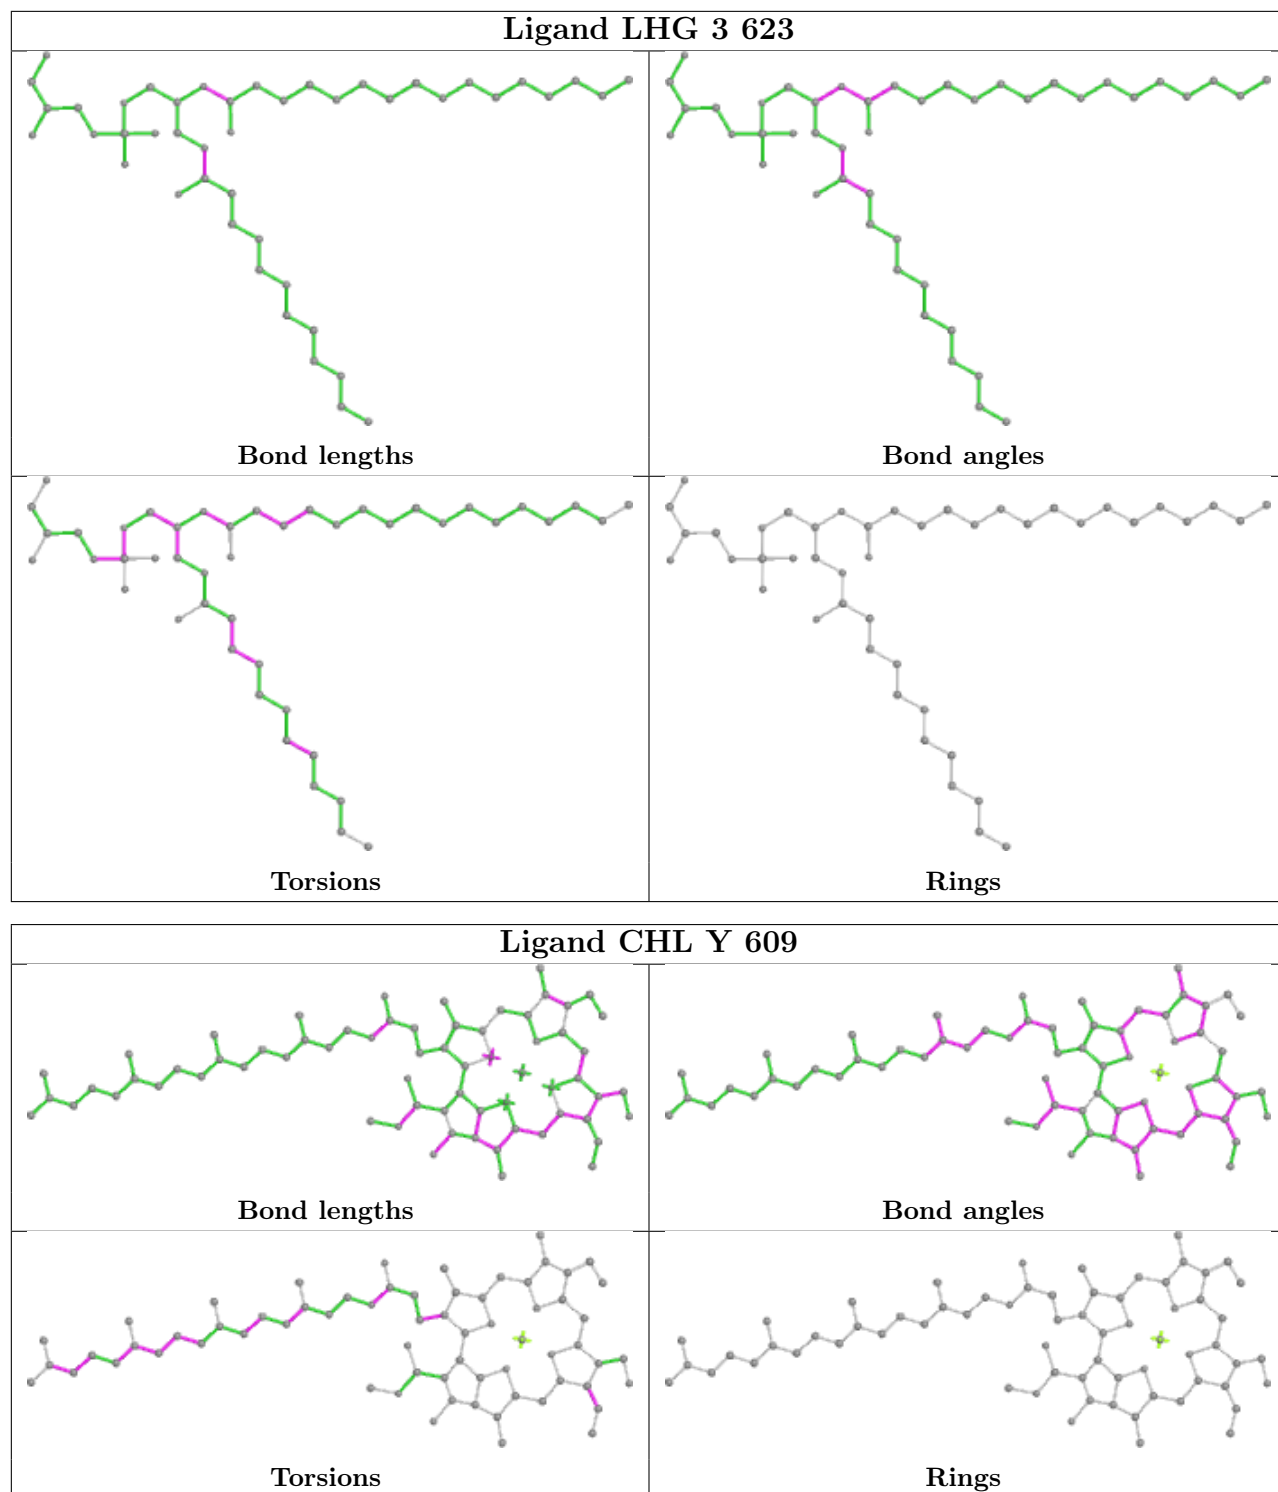 Ligand LHG 3 623
Bond lengths
Bond angles
Torsions
Rings
Ligand CHL Y 609
Bond lengths
Bond angles
Torsions
Rings